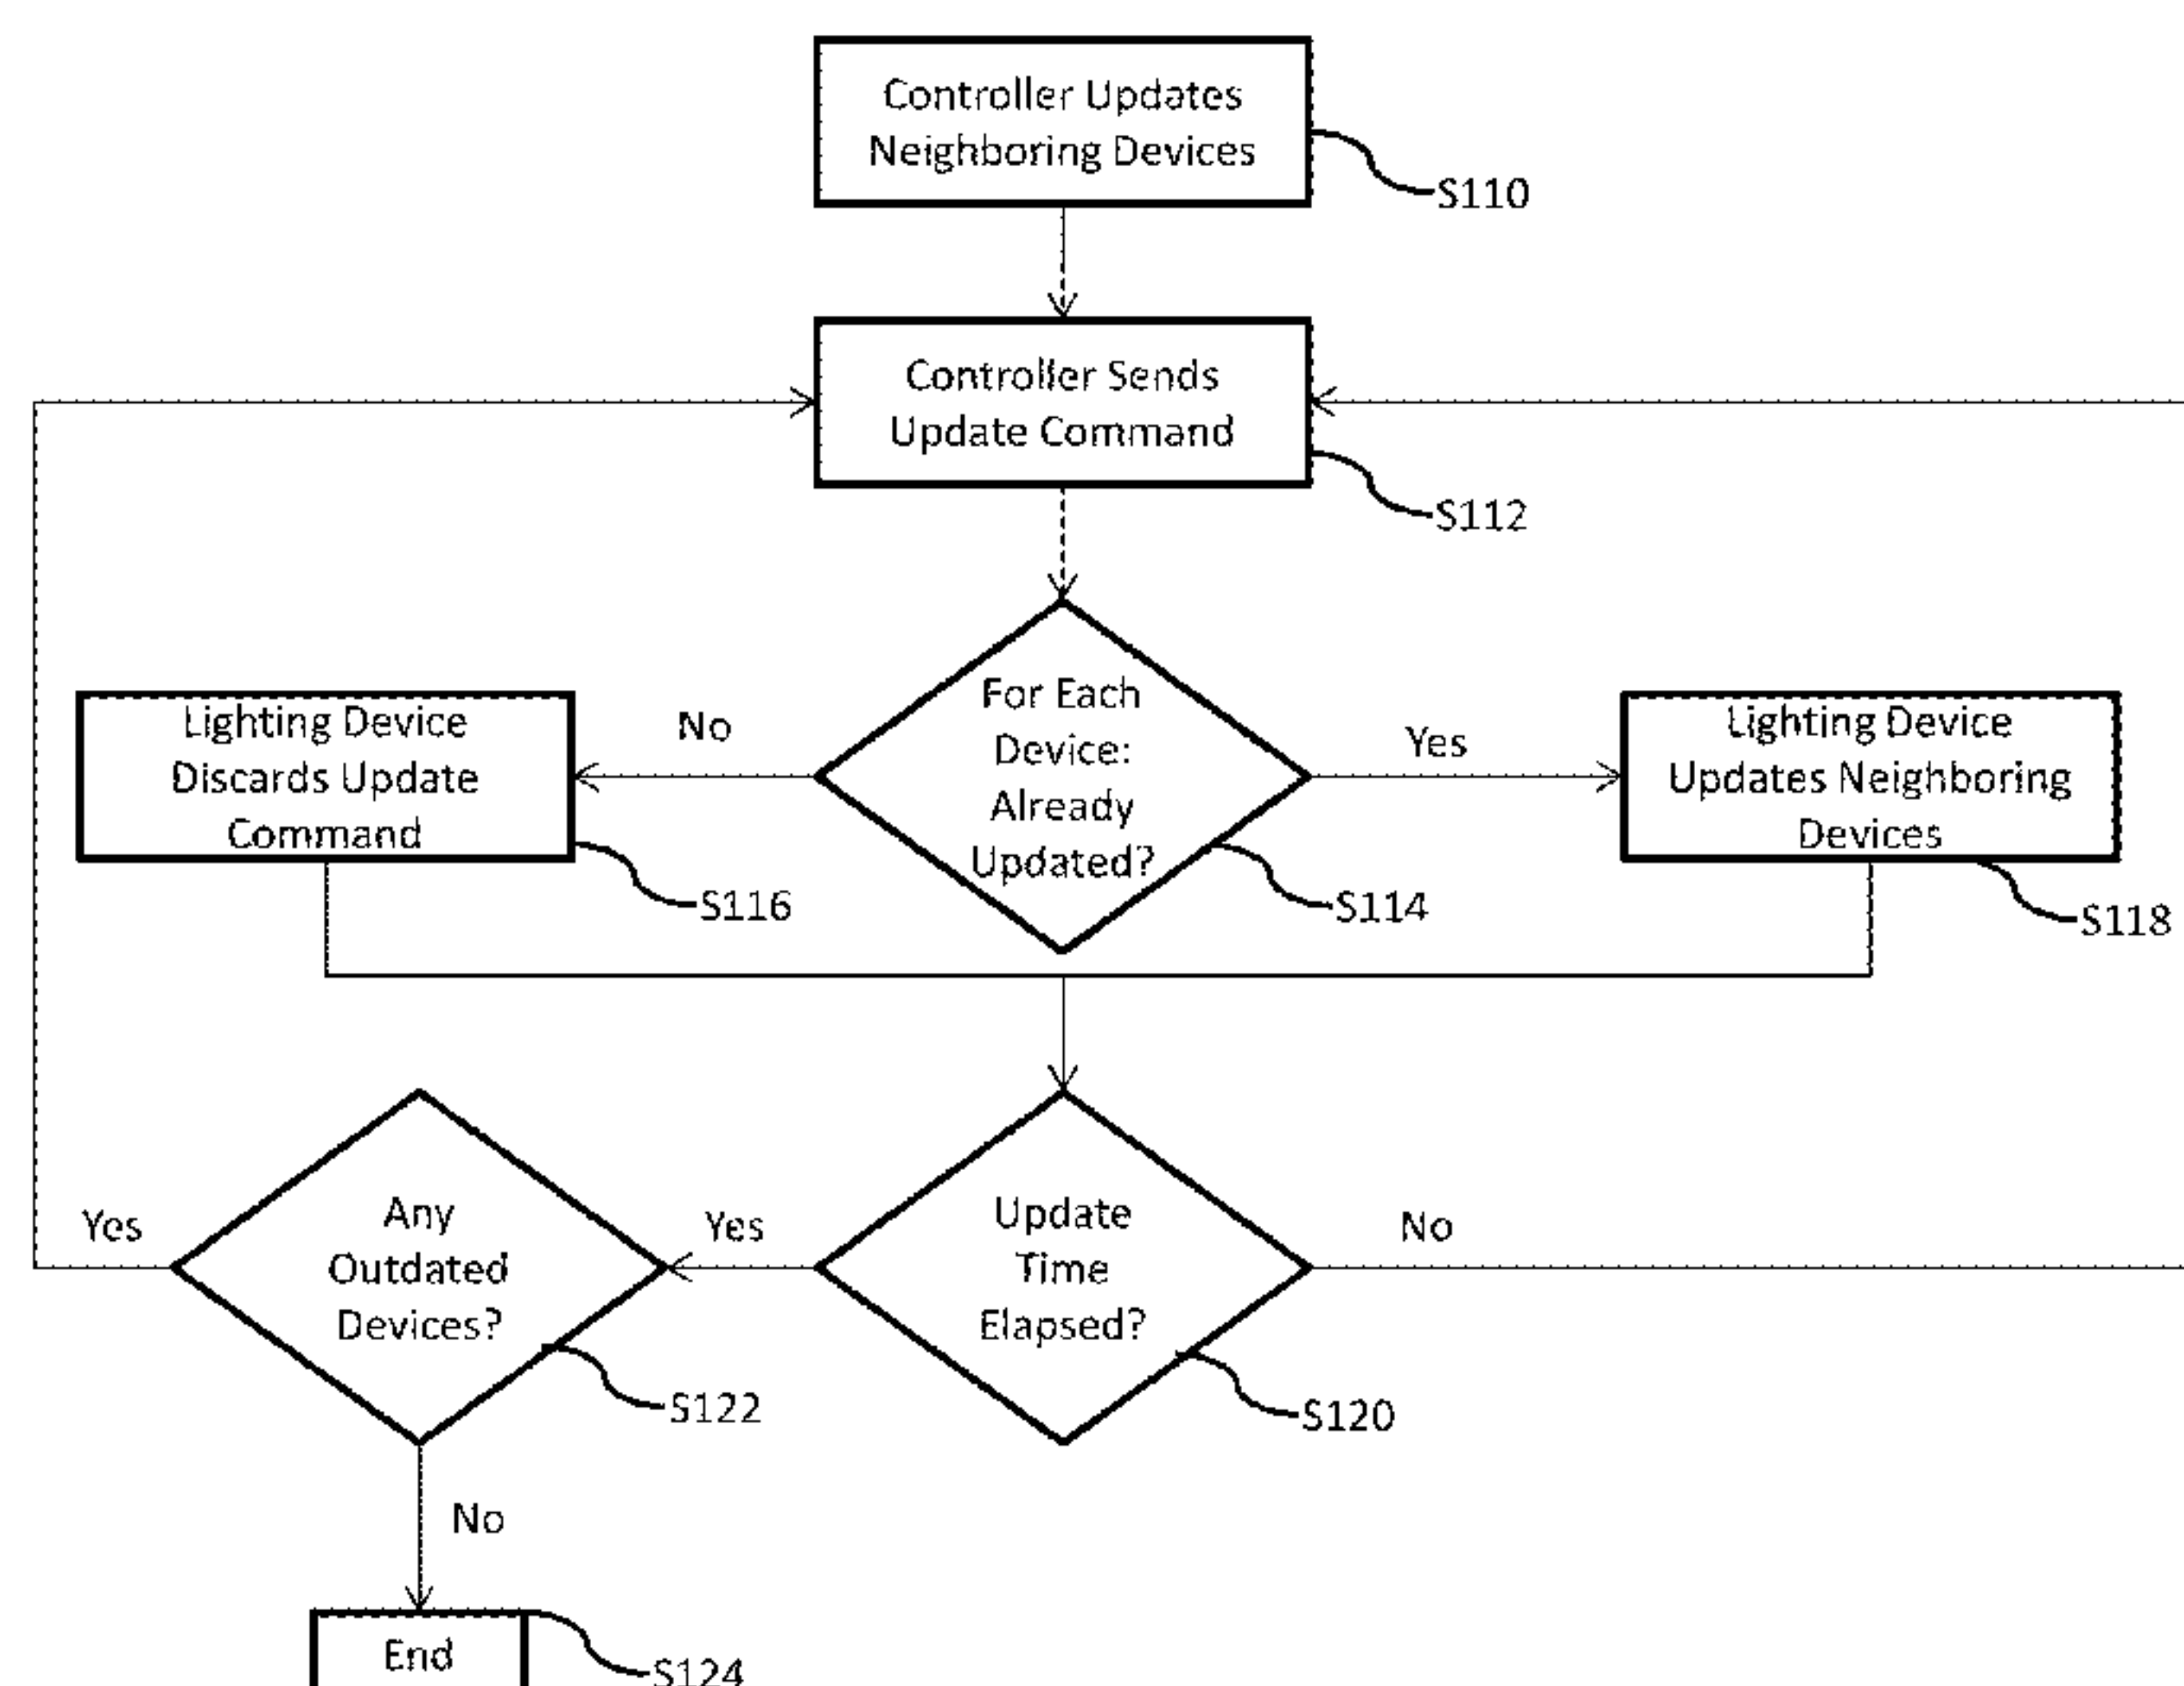 Controller Updates
Neighboring Devices
S110
Controller Sends
Update Command
S112
For Each
Device:
Already
Updated?
S114
No
Yes
Lighting Device
Discards Update
Command
S116
Lighting Device
Updates Neighboring
Devices
S118
Update
Time
Elapsed?
S120
Yes
No
Any
Outdated
Devices?
S122
Yes
No
End
S124